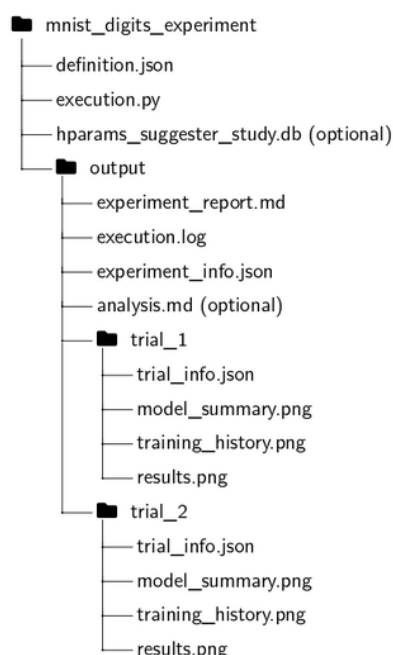 mnist_digits_experiment
definition.json
execution.py
hparams_suggester_study.db (optional)
output
experiment_report.md
execution.log
experiment_info.json
analysis.md (optional)
trial_1
trial_info.json
model_summary.png
training_history.png
results.png
trial_2
trial_info.json
model_summary.png
training_history.png
results.png